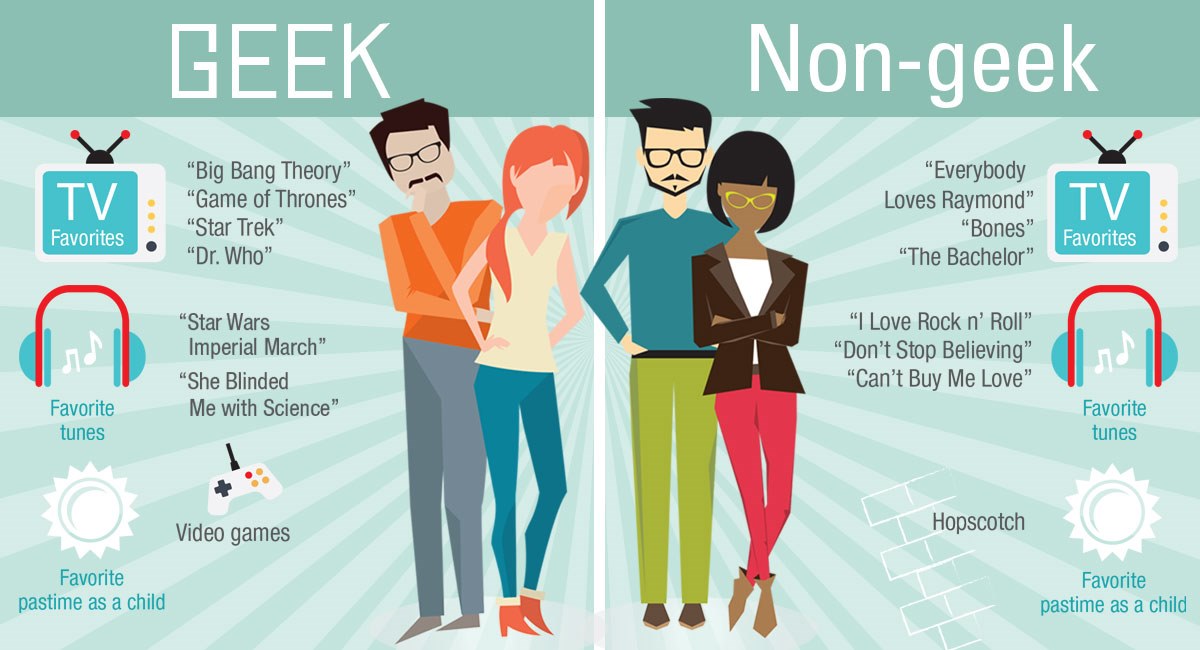 GEEK
TV
Favorites
“Big Bang Theory”
“Game of Thrones”
“Star Trek”
“Dr. Who”
Favorite
tunes
“Star Wars
Imperial March”
“She Blinded
Me with Science”
Favorite
pastime as a child
Video games
Non-geek
“Everybody
Loves Raymond”
“Bones”
“The Bachelor”
TV
Favorites
“I Love Rock n’ Roll”
“Don’t Stop Believing”
“Can’t Buy Me Love”
Favorite
tunes
Hopscotch
Favorite
pastime as a child